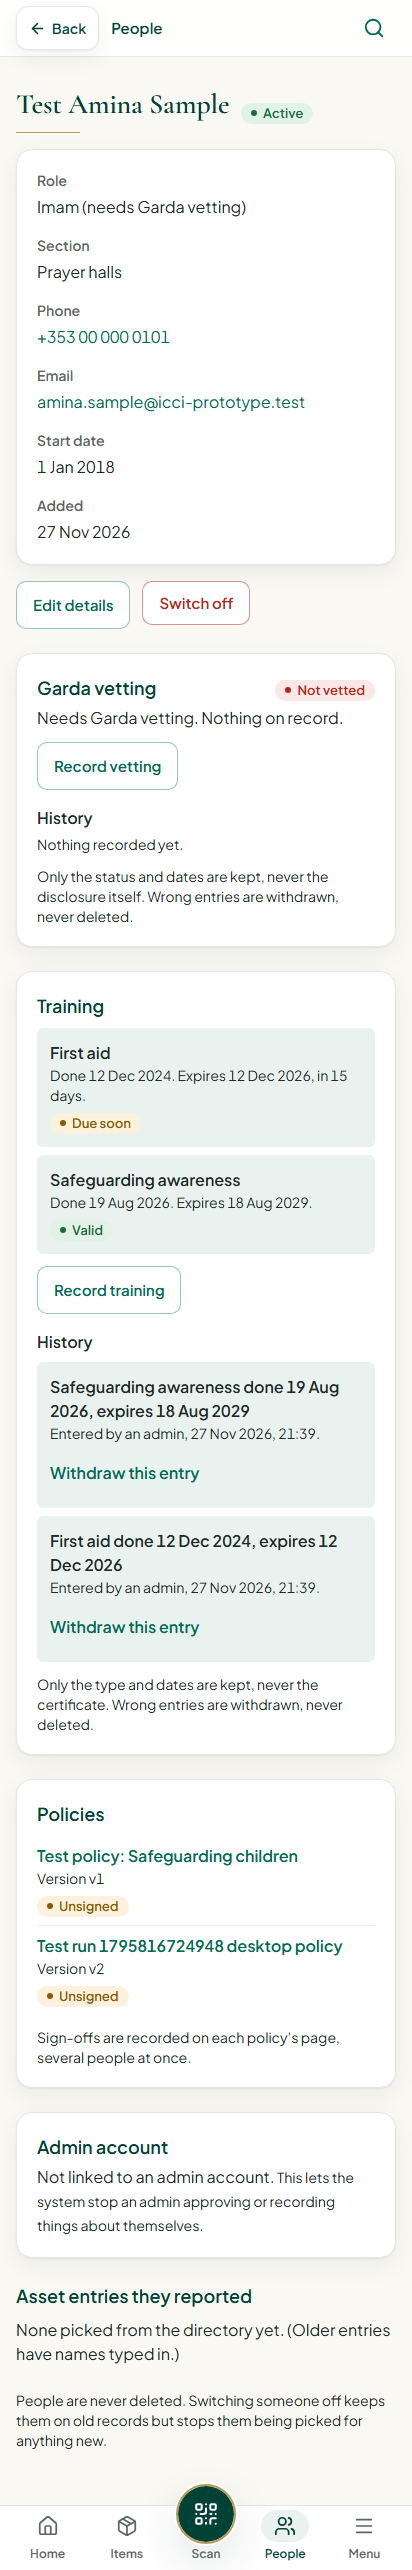 Back People
Test Amina Sample
Active
Role
Imam (needs Garda vetting)
Section
Prayer halls
Phone
+353 00 000 0101
Email
amina.sample@icci-prototype.test
Start date
1 Jan 2018
Added
27 Nov 2026
Edit details
Switch off
Garda vetting
Not vetted
Needs Garda vetting. Nothing on record.
Record vetting
History
Nothing recorded yet.
Only the status and dates are kept, never the
disclosure itself. Wrong entries are withdrawn,
never deleted.
Training
First aid
Done 12 Dec 2024. Expires 12 Dec 2026, in 15
days.
Due soon
Safeguarding awareness
Done 19 Aug 2026. Expires 18 Aug 2029.
Valid
Record training
History
Safeguarding awareness done 19 Aug
2026, expires 18 Aug 2029
Entered by an admin, 27 Nov 2026, 21:39.
Withdraw this entry
First aid done 12 Dec 2024, expires 12
Dec 2026
Entered by an admin, 27 Nov 2026, 21:39.
Withdraw this entry
Only the type and dates are kept, never the
certificate. Wrong entries are withdrawn, never
deleted.
Policies
Test policy: Safeguarding children
Version v1
Unsigned
Test run 1795816724948 desktop policy
Version v2
Unsigned
Sign-offs are recorded on each policy's page,
several people at once.
Admin account
Not linked to an admin account. This lets the
system stop an admin approving or recording
things about themselves.
Asset entries they reported
None picked from the directory yet. (Older entries
have names typed in.)
People are never deleted. Switching someone off keeps
them on old records but stops them being picked for
anything new.
Home
Items
Scan
People
Menu